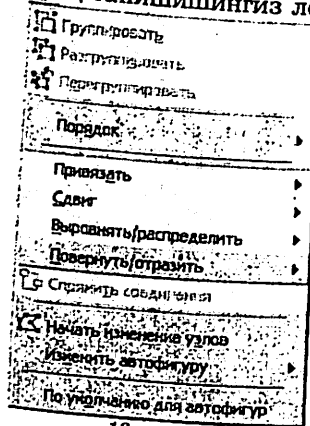 Группировать
Разгруппировать
Перегруппировать
Порядок
Привязать
Сдвиг
Выровнять/распределить
Повернуть/отразить
Спрямить соединения
Начать изменение узлов
Изменить автофигуру
По умолчанию для автофигур